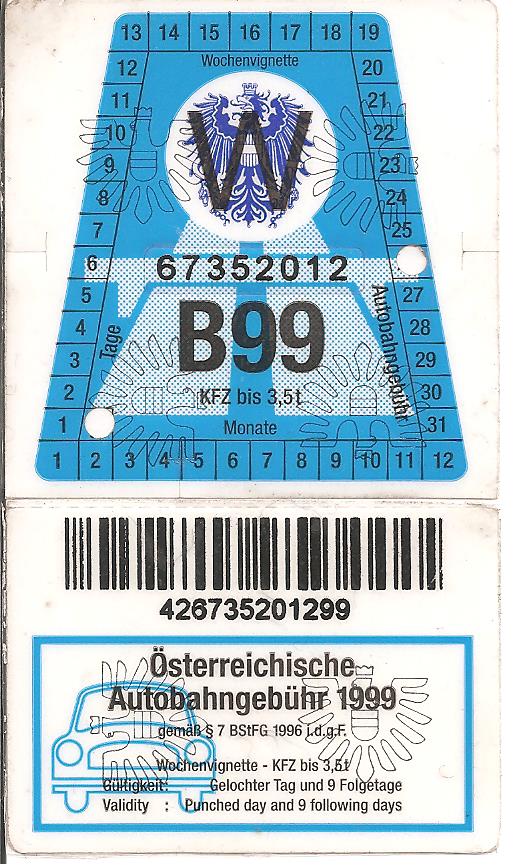 13 14 15 16 17 18 19
Wochenvignette
12 20
11 21
10 22
9 23
8 24
7 25
6
5 27
4 28
3 29
2 30
1 31
W
67352012
B99
Tage
Autobahngebühr
KFZ bis 3,5t
Monate
1 2 3 4 5 6 7 8 9 10 11 12
426735201299
Österreichische
Autobahngebühr 1999
gemäß § 7 BStFG 1996 i.d.g.F.
Wochenvignette - KFZ bis 3,5t
Gültigkeit: Gelochter Tag und 9 Folgetage
Validity : Punched day and 9 following days